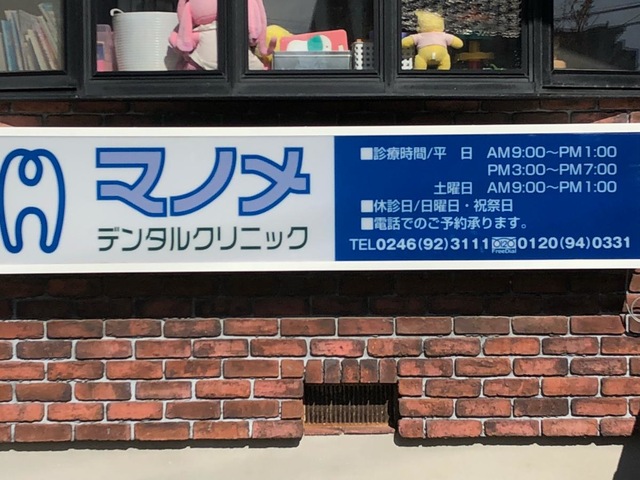 マノメ
デンタルクリニック
■診療時間/平　日　AM9:00～PM1:00
PM3:00～PM7:00
土曜日　AM9:00～PM1:00
■休診日/日曜日・祝祭日
■電話でのご予約承ります。
TEL0246(92)3111 FreeDial 0120(94)0331